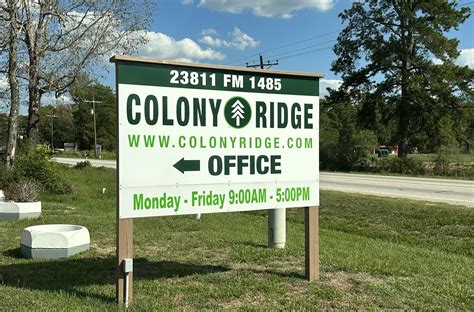 23811 FM 1485
COLONY RIDGE
WWW.COLONYRIDGE.COM
OFFICE
Monday - Friday 9:00AM - 5:00PM